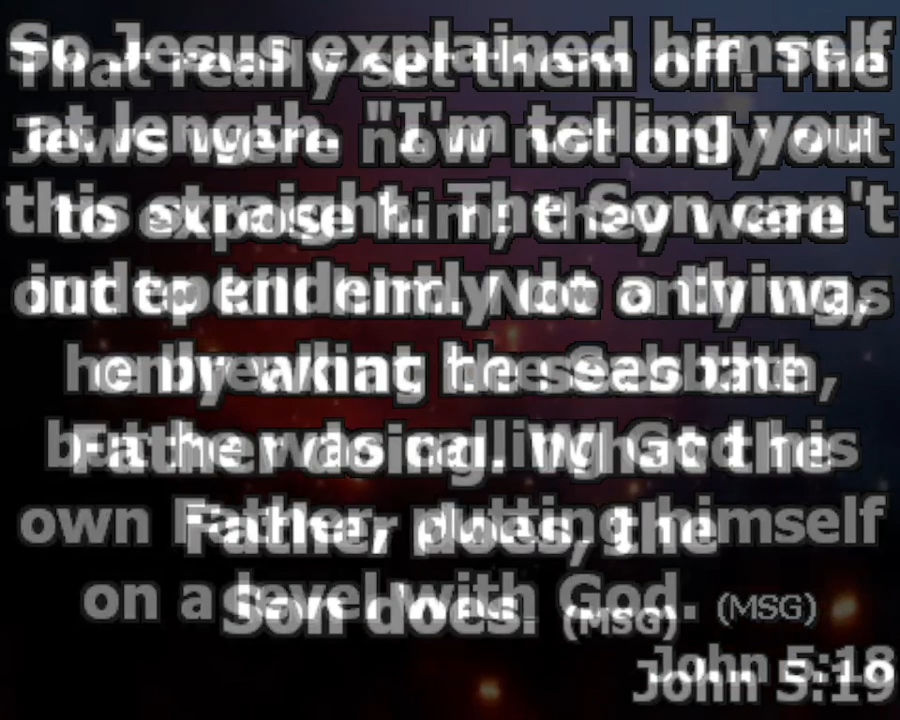 That really set them off. The
Jews were now not only out
to expose him; they were
out to kill him. Not only was
he breaking the Sabbath,
but he was calling God his
own Father, putting himself
on a level with God. (MSG)
John 5:18
So Jesus explained himself
at length. "I'm telling you
this straight. The Son can't
independently do a thing,
only what he sees the
Father doing. What the
Father does, the
Son does. (MSG)
John 5:19